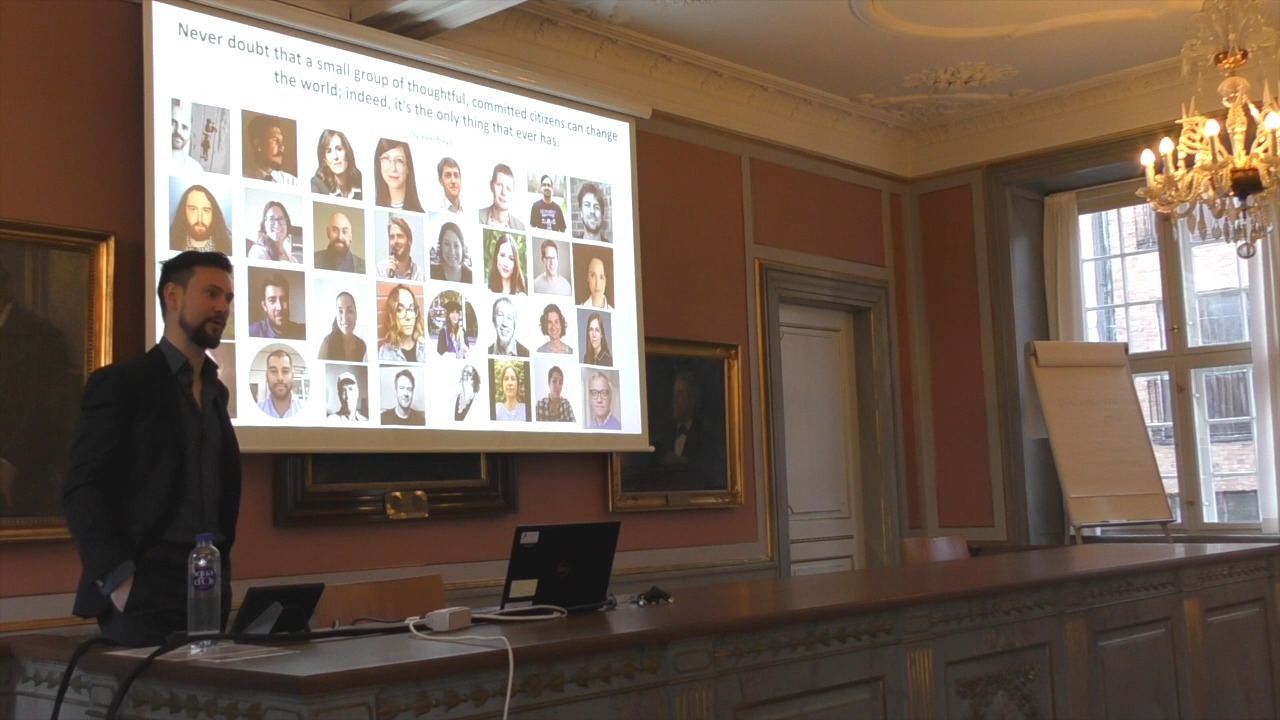 Never doubt that a small group of thoughtful, committed citizens can change
the world; indeed, it's the only thing that ever has.
DELL